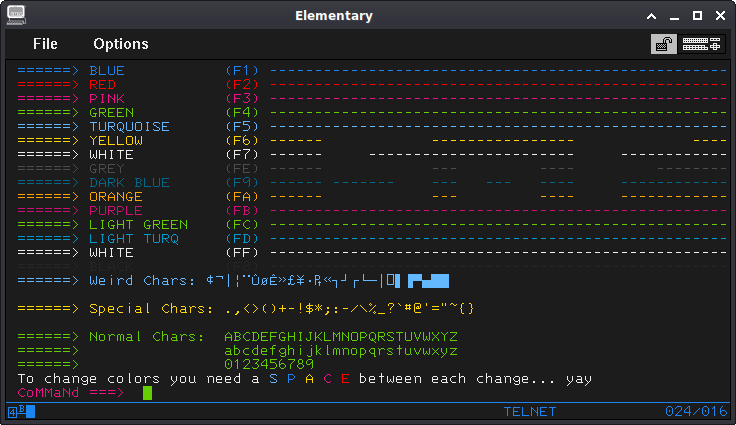 Elementary
File Options
======> BLUE (F1) ----------------------------------------------------------
======> RED (F2) ----------------------------------------------------------
======> PINK (F3) ----------------------------------------------------------
======> GREEN (F4) ----------------------------------------------------------
======> TURQUOISE (F5) ----------------------------------------------------------
======> YELLOW (F6) ------- ------------------ ----
======> WHITE (F7) ------- --------------- --------------
======> GREY (FE)
======> DARK BLUE (F9) ------- -------- --- --- ---- --------------
======> ORANGE (FA)
======> PURPLE (FB) ----------------------------------------------------------
======> LIGHT GREEN (FC) ----------------------------------------------------------
======> LIGHT TURQ (FD) ----------------------------------------------------------
======> WHITE (FF) ----------------------------------------------------------
======> Weird Chars: ¢¬|¦¨ÛøÊ»£¥·₧«┐┘┌└─│
======> Special Chars: .,<>()+-!$*;:-/\%_?`#@'="~{}
======> Normal Chars: ABCDEFGHIJKLMNOPQRSTUVWXYZ
======> abcdefghijklmnopqrstuvwxyz
======> 0123456789
To change colors you need a S P A C E between each change... yay
CoMMaNd ===>
4 B TELNET 024/016